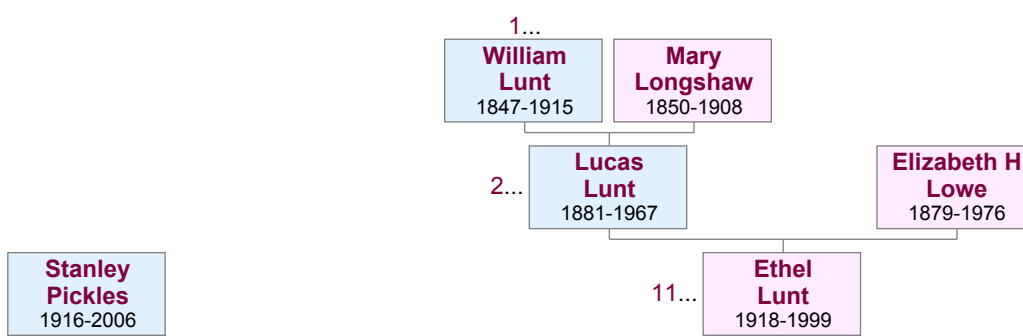 1...
William
Lunt
1847-1915
Mary
Longshaw
1850-1908
2...
Lucas
Lunt
1881-1967
Elizabeth H
Lowe
1879-1976
Stanley
Pickles
1916-2006
11...
Ethel
Lunt
1918-1999